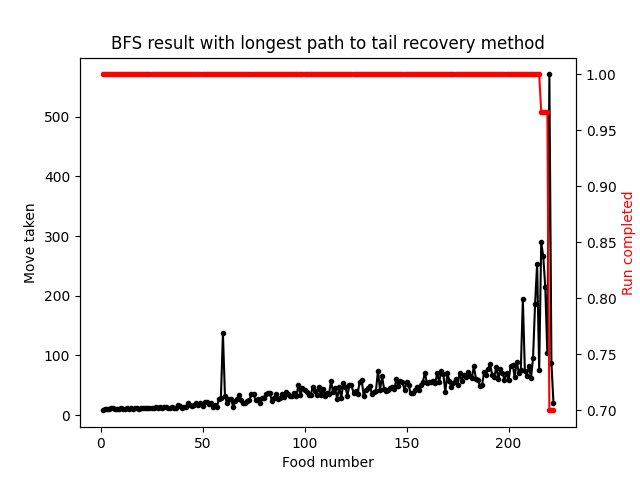 BFS result with longest path to tail recovery method
500
400
300
200
100
0
Move taken
0 50 100 150 200
Food number
1.00
0.95
0.90
0.85
0.80
0.75
0.70
Run completed